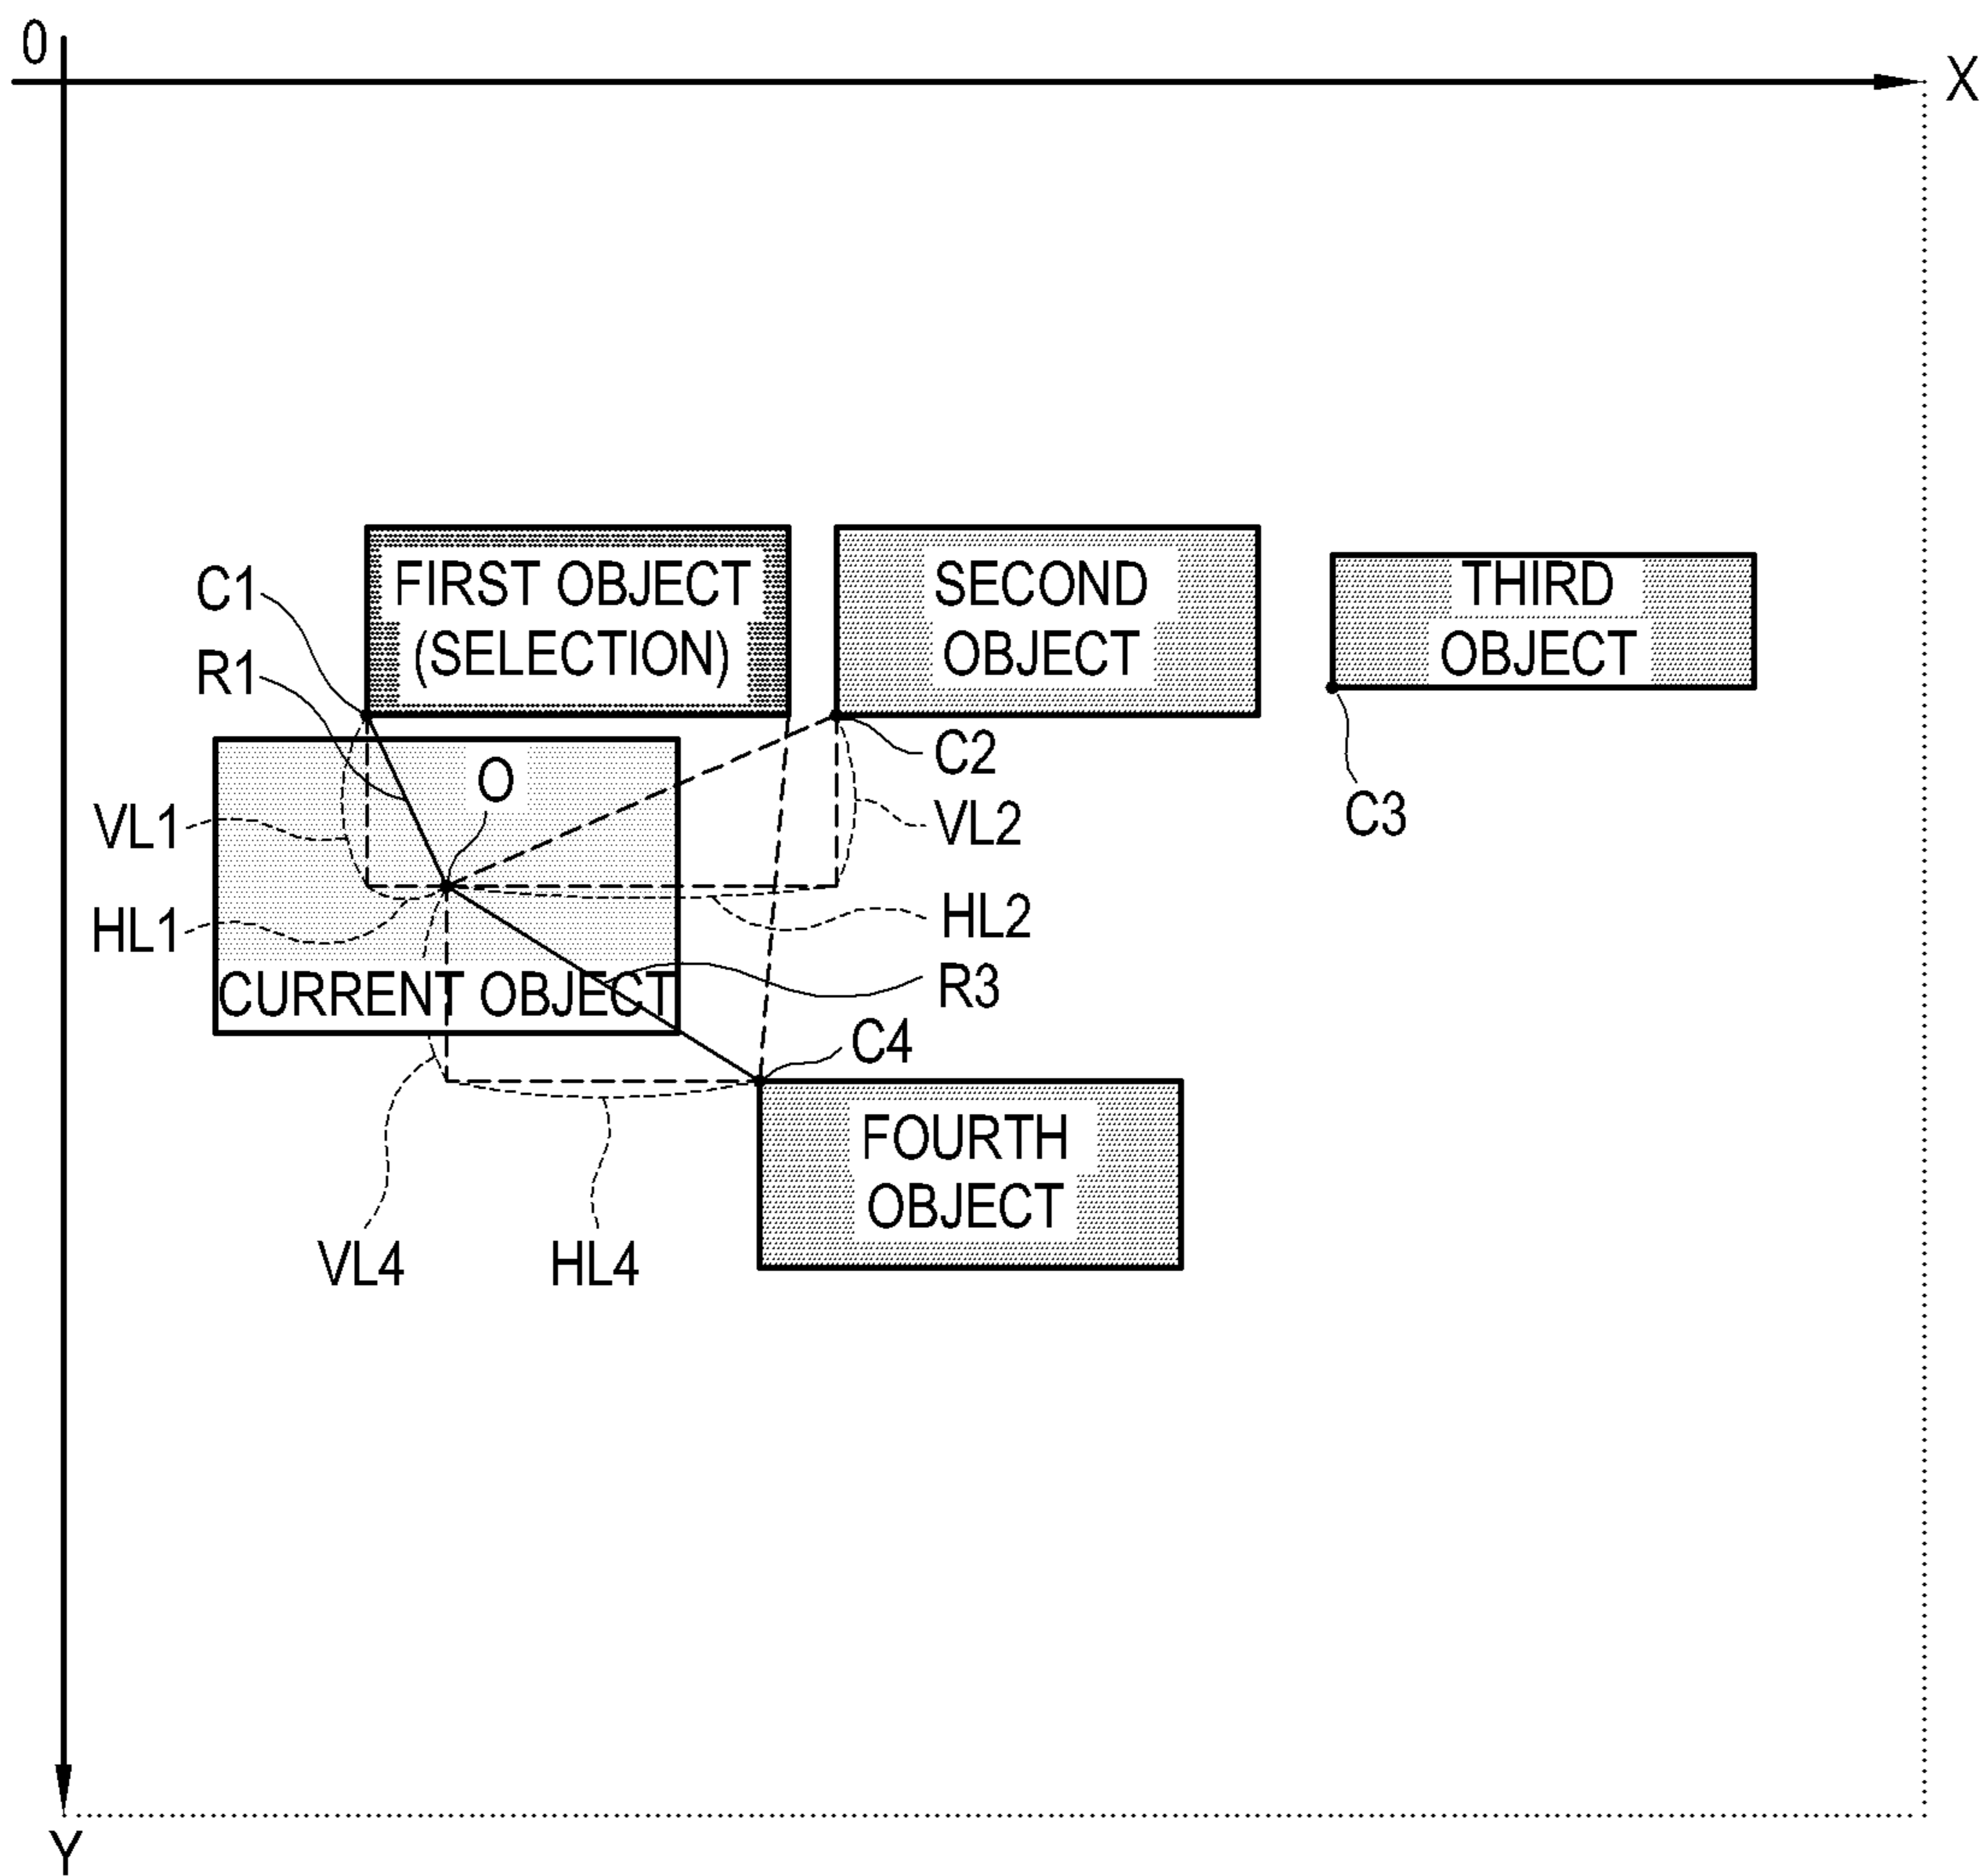 0
X
FIRST OBJECT
(SELECTION)
SECOND
OBJECT
THIRD
OBJECT
C1
R1
O
C2
VL1
VL2
C3
HL1
HL2
CURRENT OBJECT
R3
C4
FOURTH
OBJECT
VL4
HL4
Y